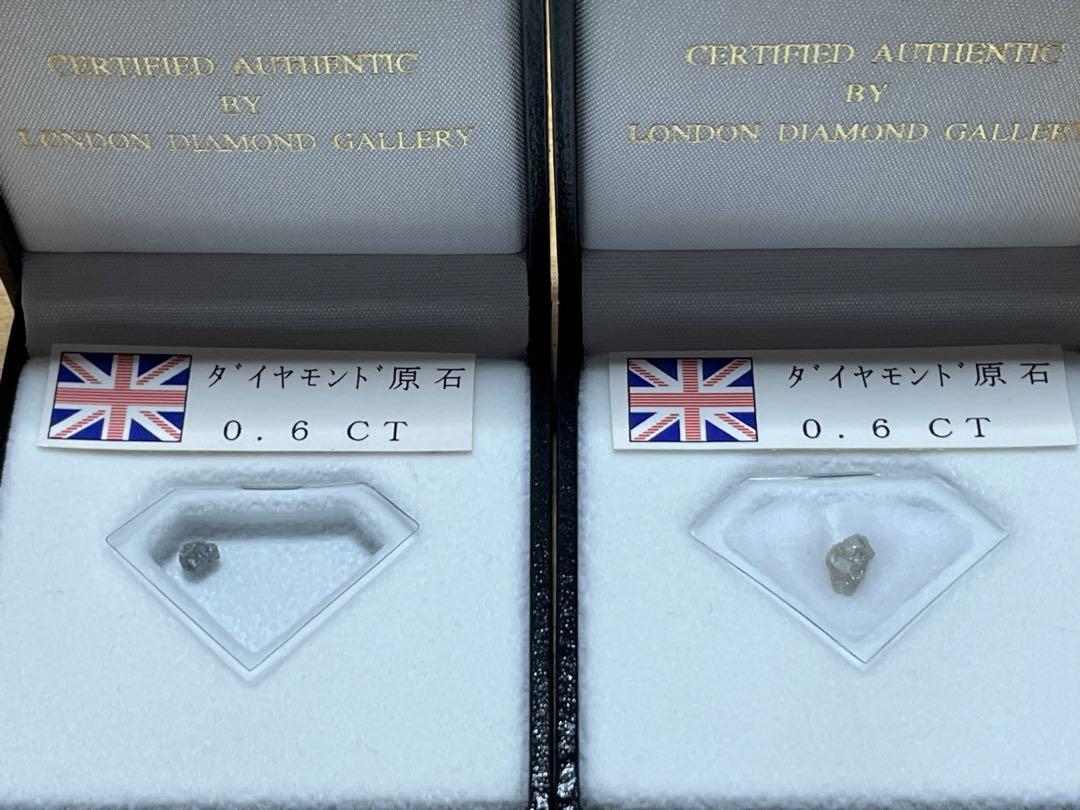 CERTIFIED AUTHENTIC
BY
LONDON DIAMOND GALLERY
ダイヤモンド原石
0.6 CT
CERTIFIED AUTHENTIC
BY
LONDON DIAMOND GALLERY
ダイヤモンド原石
0.6 CT